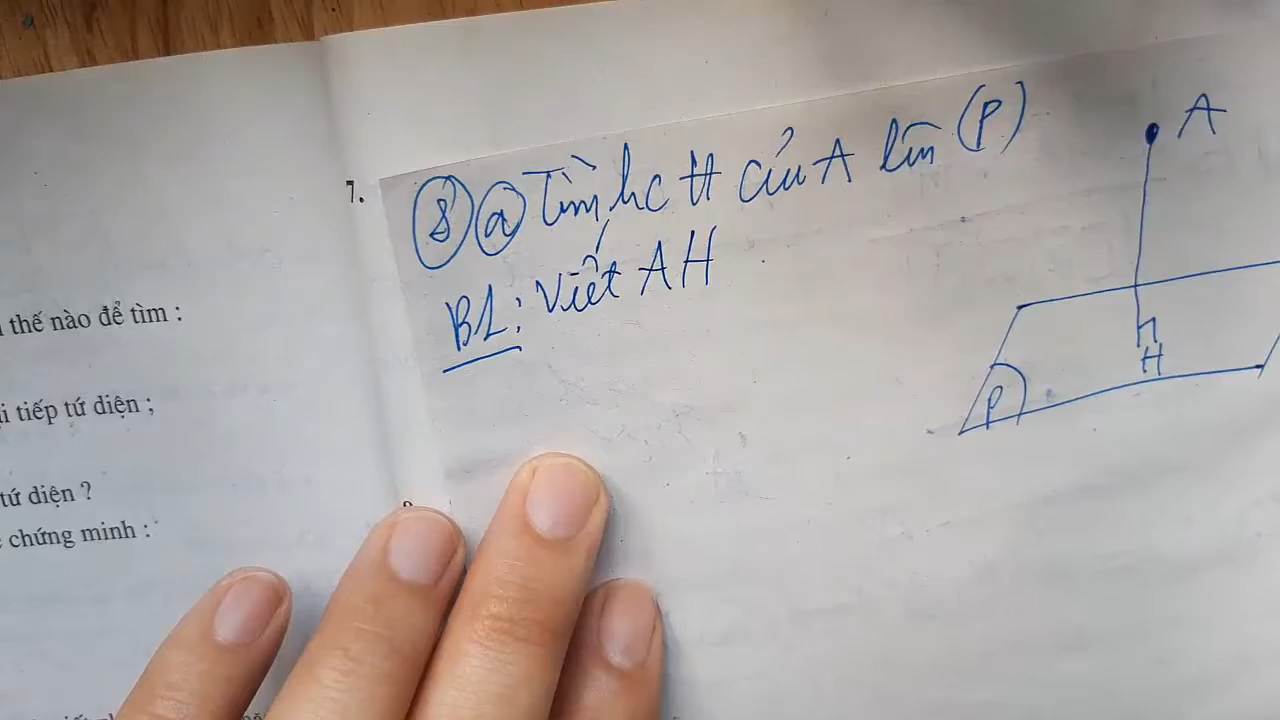 thế nào để tìm :
i tiếp tứ diện ;
tứ diện ?
chứng minh :
7.
8 a Tìm hc H của A lên (P)
B1: Viết AH
A
H
P